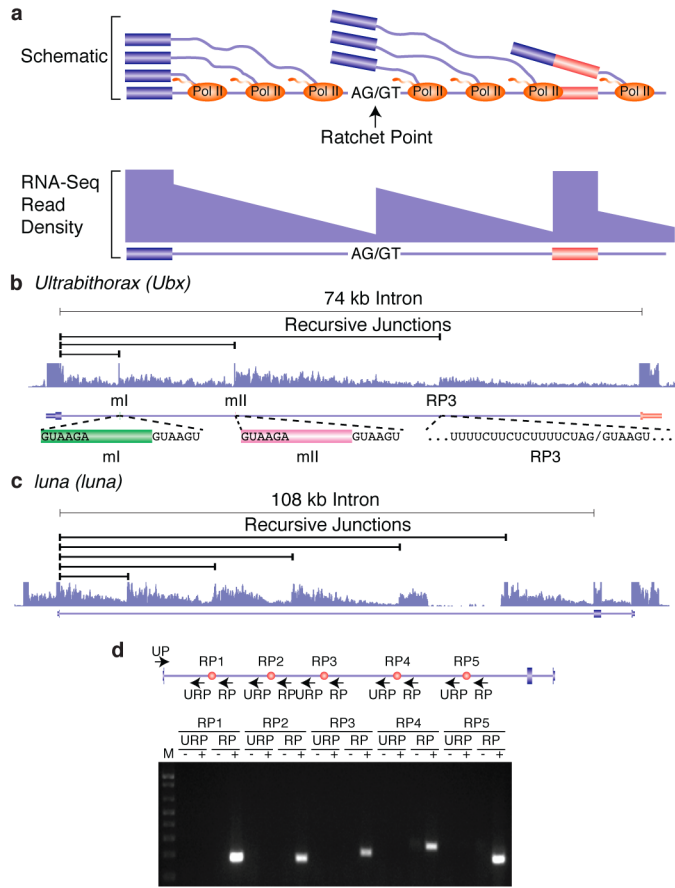 a
Schematic
Pol II Pol II Pol II AG/GT Pol II Pol II Pol II Pol II
Ratchet Point
RNA-Seq
Read
Density
AG/GT
b Ultrabithorax (Ubx)
74 kb Intron
Recursive Junctions
mI mII RP3
GUAAGA GUAAGU GUAAGA GUAAGU ...UUUUCUUCUCUUUUCUAG/GUAAGU...
mI mII RP3
c luna (luna)
108 kb Intron
Recursive Junctions
d
UP
RP1 RP2 RP3 RP4 RP5
URP RP URP RP URP RP URP RP URP RP
RP1 RP2 RP3 RP4 RP5
URP RP URP RP URP RP URP RP URP RP
M - + - + - + - + - + - + - + - + - + - +